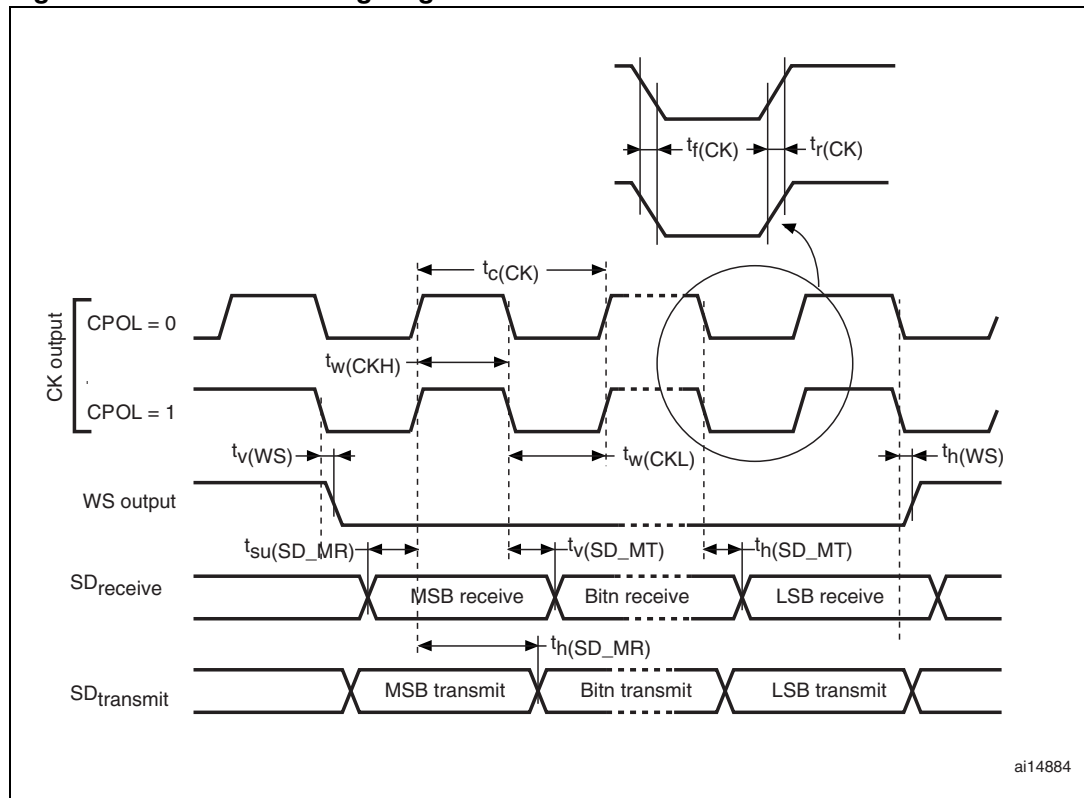 tf(CK)
tr(CK)
tc(CK)
CK output
CPOL = 0
tw(CKH)
CPOL = 1
tv(WS)
tw(CKL)
th(WS)
WS output
tsu(SD_MR)
tv(SD_MT)
th(SD_MT)
SDreceive
MSB receive
Bitn receive
LSB receive
th(SD_MR)
SDtransmit
MSB transmit
Bitn transmit
LSB transmit
ai14884